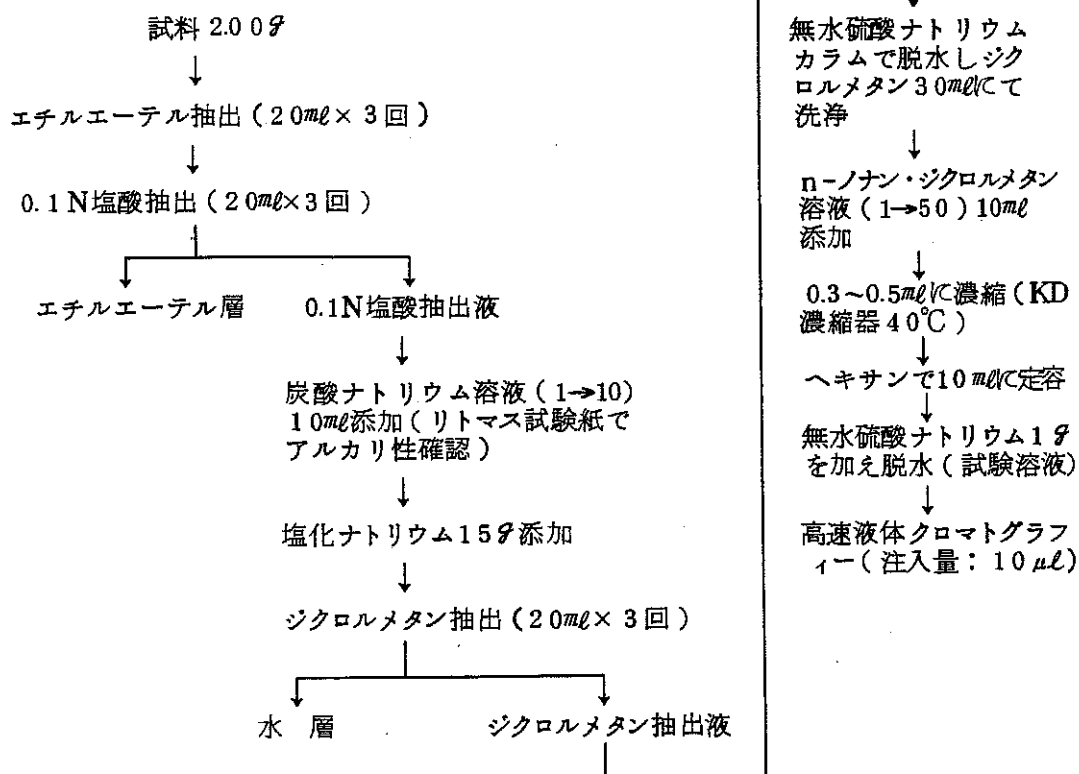 試料 2.00g
エチルエーテル抽出(20ml×3回)
0.1N塩酸抽出(20ml×3回)
エチルエーテル層
0.1N塩酸抽出液
炭酸ナトリウム溶液(1→10)
10ml添加(リトマス試験紙で
アルカリ性確認)
塩化ナトリウム15g添加
ジクロルメタン抽出(20ml×3回)
水層
ジクロルメタン抽出液
無水硫酸ナトリウム
カラムで脱水しジク
ロルメタン30mlにて
洗浄
n-ノナン・ジクロルメタン
溶液(1→50)10ml
添加
0.3~0.5mlに濃縮(KD
濃縮器40℃)
ヘキサンで10mlに定容
無水硫酸ナトリウム1g
を加え脱水(試験溶液)
高速液体クロマトグラフ
ィー(注入量:10μl)